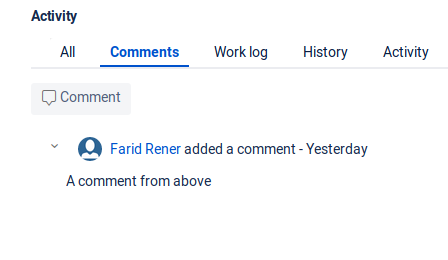 Activity
All Comments Work log History Activity
Comment
Farid Rener added a comment - Yesterday
A comment from above